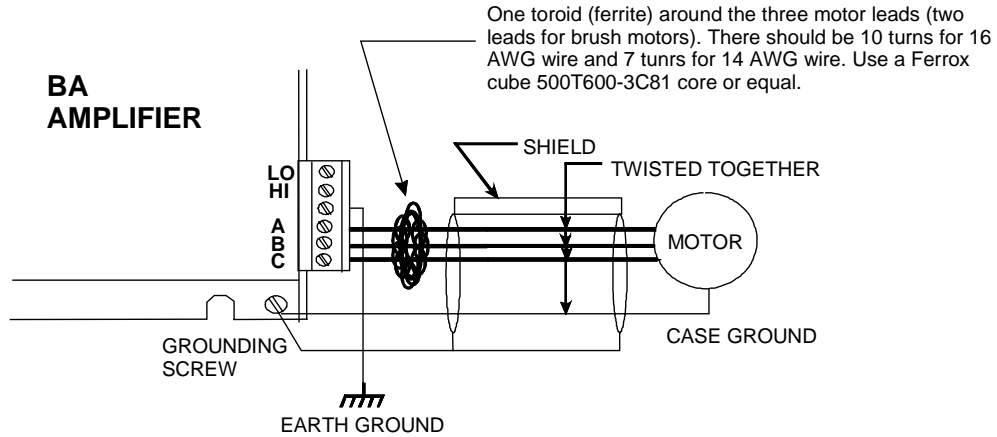 One toroid (ferrite) around the three motor leads (two
leads for brush motors). There should be 10 turns for 16
AWG wire and 7 tunrs for 14 AWG wire. Use a Ferrox
cube 500T600-3C81 core or equal.
BA
AMPLIFIER
SHIELD
TWISTED TOGETHER
LO
HI
A
B
C
MOTOR
CASE GROUND
GROUNDING
SCREW
EARTH GROUND